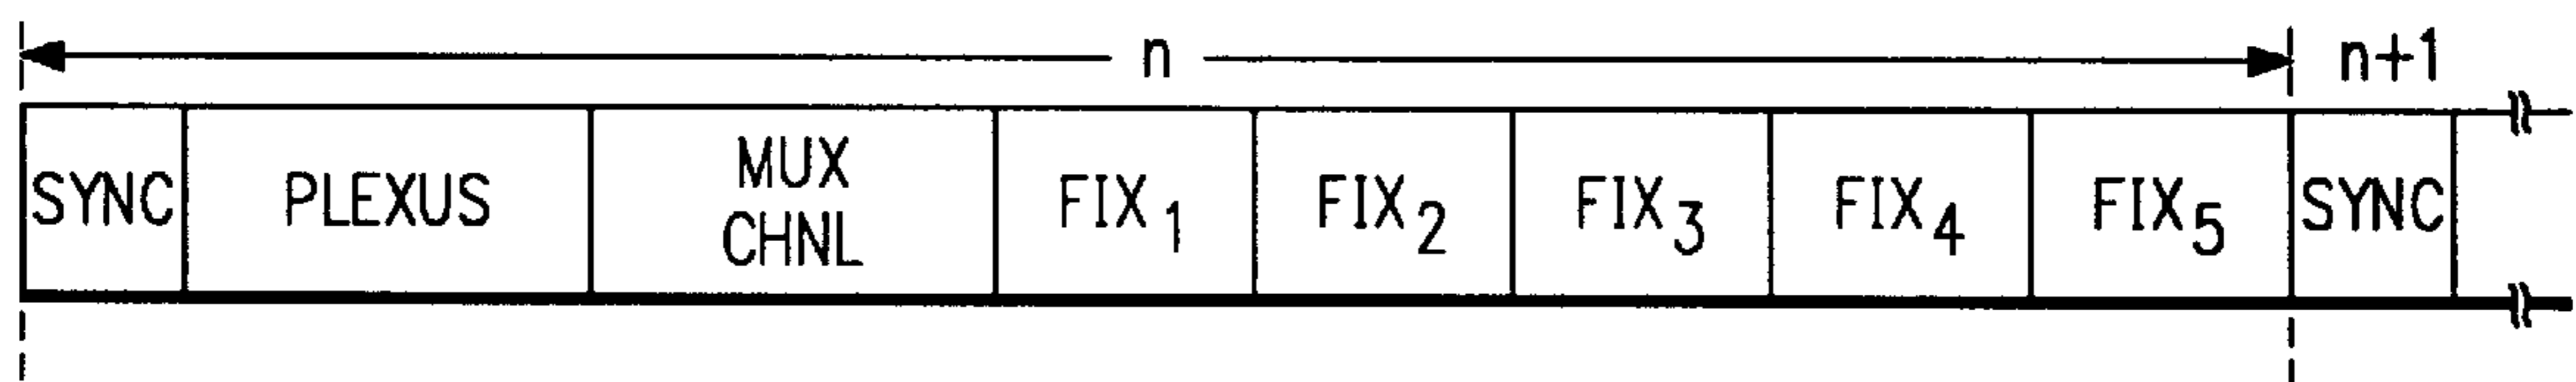 n n+1
SYNC PLEXUS MUX CHNL FIX₁ FIX₂ FIX₃ FIX₄ FIX₅ SYNC